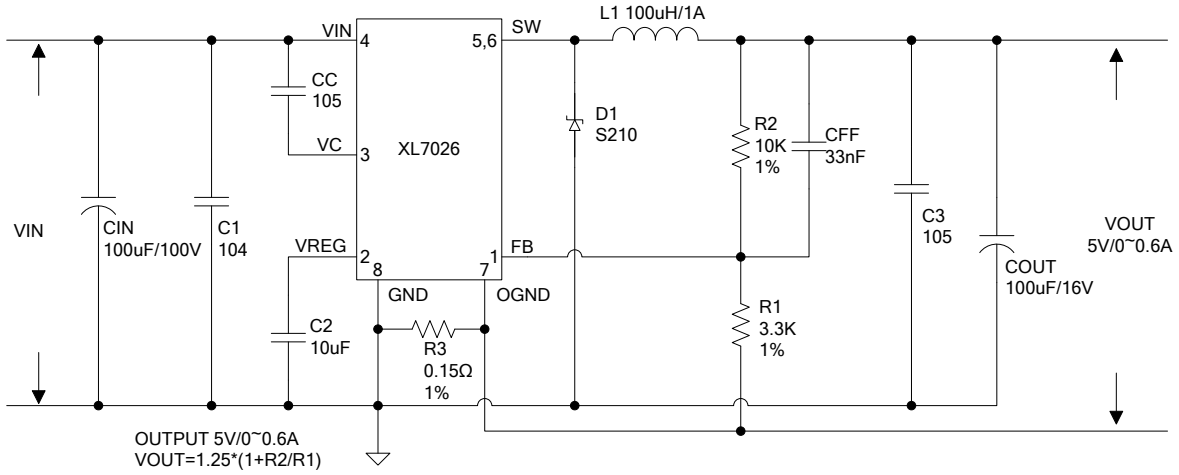 L1 100uH/1A
VIN
4
SW
5,6
CC
105
VC
3
XL7026
D1
S210
R2
10K
1%
CFF
33nF
VIN
CIN
100uF/100V
C1
104
VREG
2
8
GND
1
FB
7
OGND
C3
105
VOUT
5V/0~0.6A
COUT
100uF/16V
C2
10uF
R3
0.15Ω
1%
R1
3.3K
1%
OUTPUT 5V/0~0.6A
VOUT=1.25*(1+R2/R1)